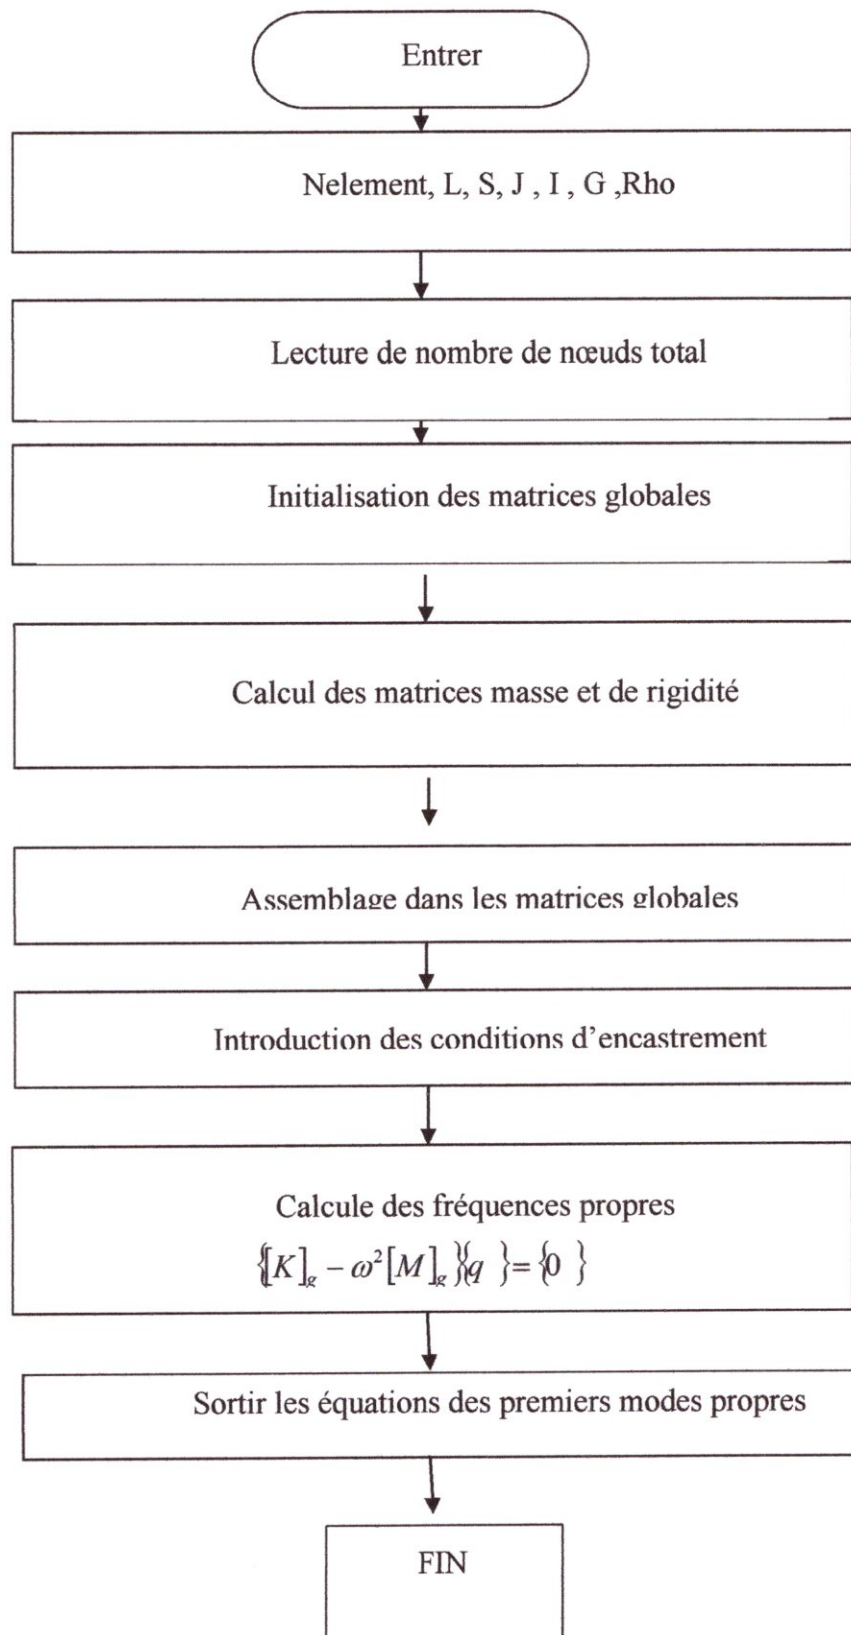 Entrer
Nelement, L, S, J , I , G ,Rho
Lecture de nombre de nœuds total
Initialisation des matrices globales
Calcul des matrices masse et de rigidité
Assemblage dans les matrices globales
Introduction des conditions d’encastrement
Calcule des fréquences propres
{[K]g − ω²[M]g}{q } = {0 }
Sortir les équations des premiers modes propres
FIN